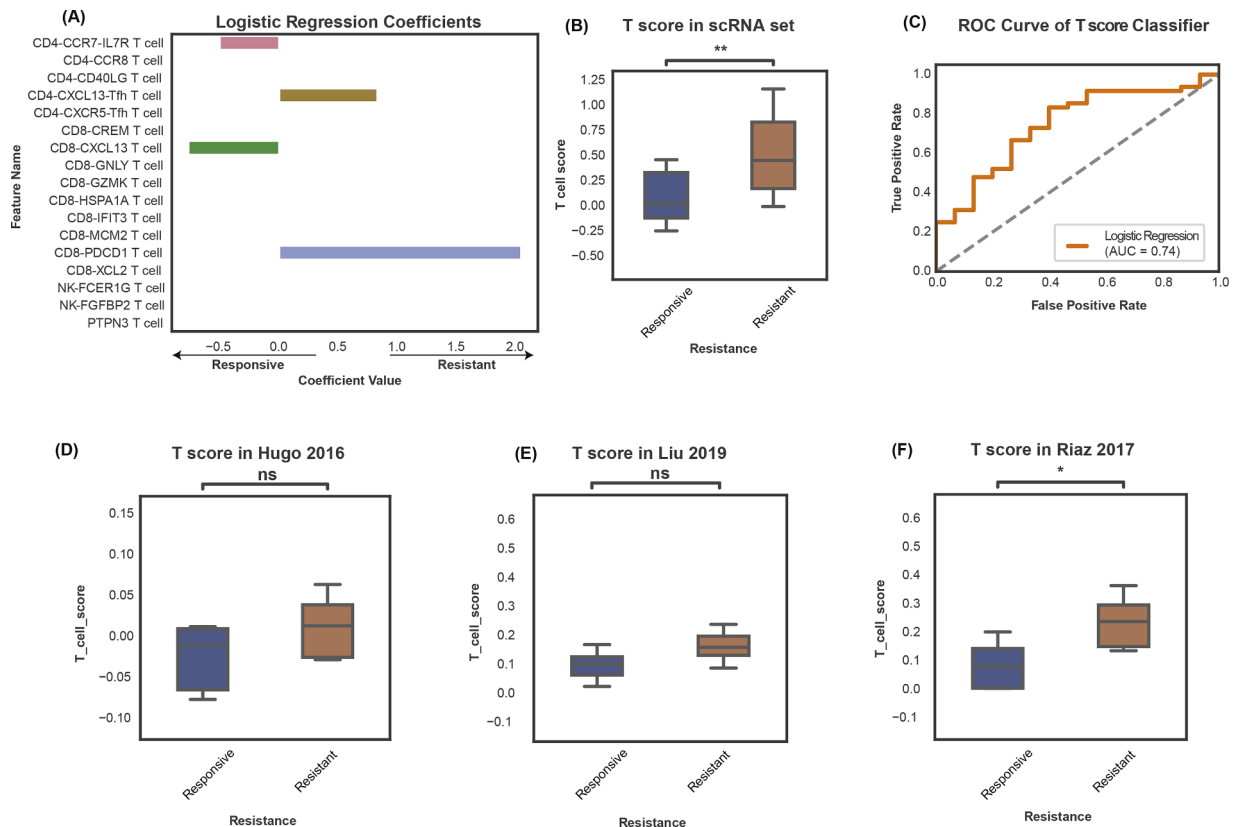 (A)
Logistic Regression Coefficients
Feature Name
CD4-CCR7-IL7R T cell
CD4-CCR8 T cell
CD4-CD40LG T cell
CD4-CXCL13-Tfh T cell
CD4-CXCR5-Tfh T cell
CD8-CREM T cell
CD8-CXCL13 T cell
CD8-GNLY T cell
CD8-GZMK T cell
CD8-HSPA1A T cell
CD8-IFIT3 T cell
CD8-MCM2 T cell
CD8-PDCD1 T cell
CD8-XCL2 T cell
NK-FCER1G T cell
NK-FGFBP2 T cell
PTPN3 T cell
−0.5 0.0 0.5 1.0 1.5 2.0
Responsive Resistant
Coefficient Value
(B)
T score in scRNA set
**
T cell score
1.25
1.00
0.75
0.50
0.25
0.00
−0.25
−0.50
Responsive Resistant
Resistance
(C)
ROC Curve of T score Classifier
True Positive Rate
1.0
0.8
0.6
0.4
0.2
0.0
Logistic Regression
(AUC = 0.74)
0.0 0.2 0.4 0.6 0.8 1.0
False Positive Rate
(D)
T score in Hugo 2016
ns
T_cell_score
0.15
0.10
0.05
0.00
−0.05
−0.10
Responsive Resistant
Resistance
(E)
T score in Liu 2019
ns
T_cell_score
0.6
0.5
0.4
0.3
0.2
0.1
0.0
−0.1
Responsive Resistant
Resistance
(F)
T score in Riaz 2017
*
T_cell_score
0.6
0.5
0.4
0.3
0.2
0.1
0.0
−0.1
Responsive Resistant
Resistance